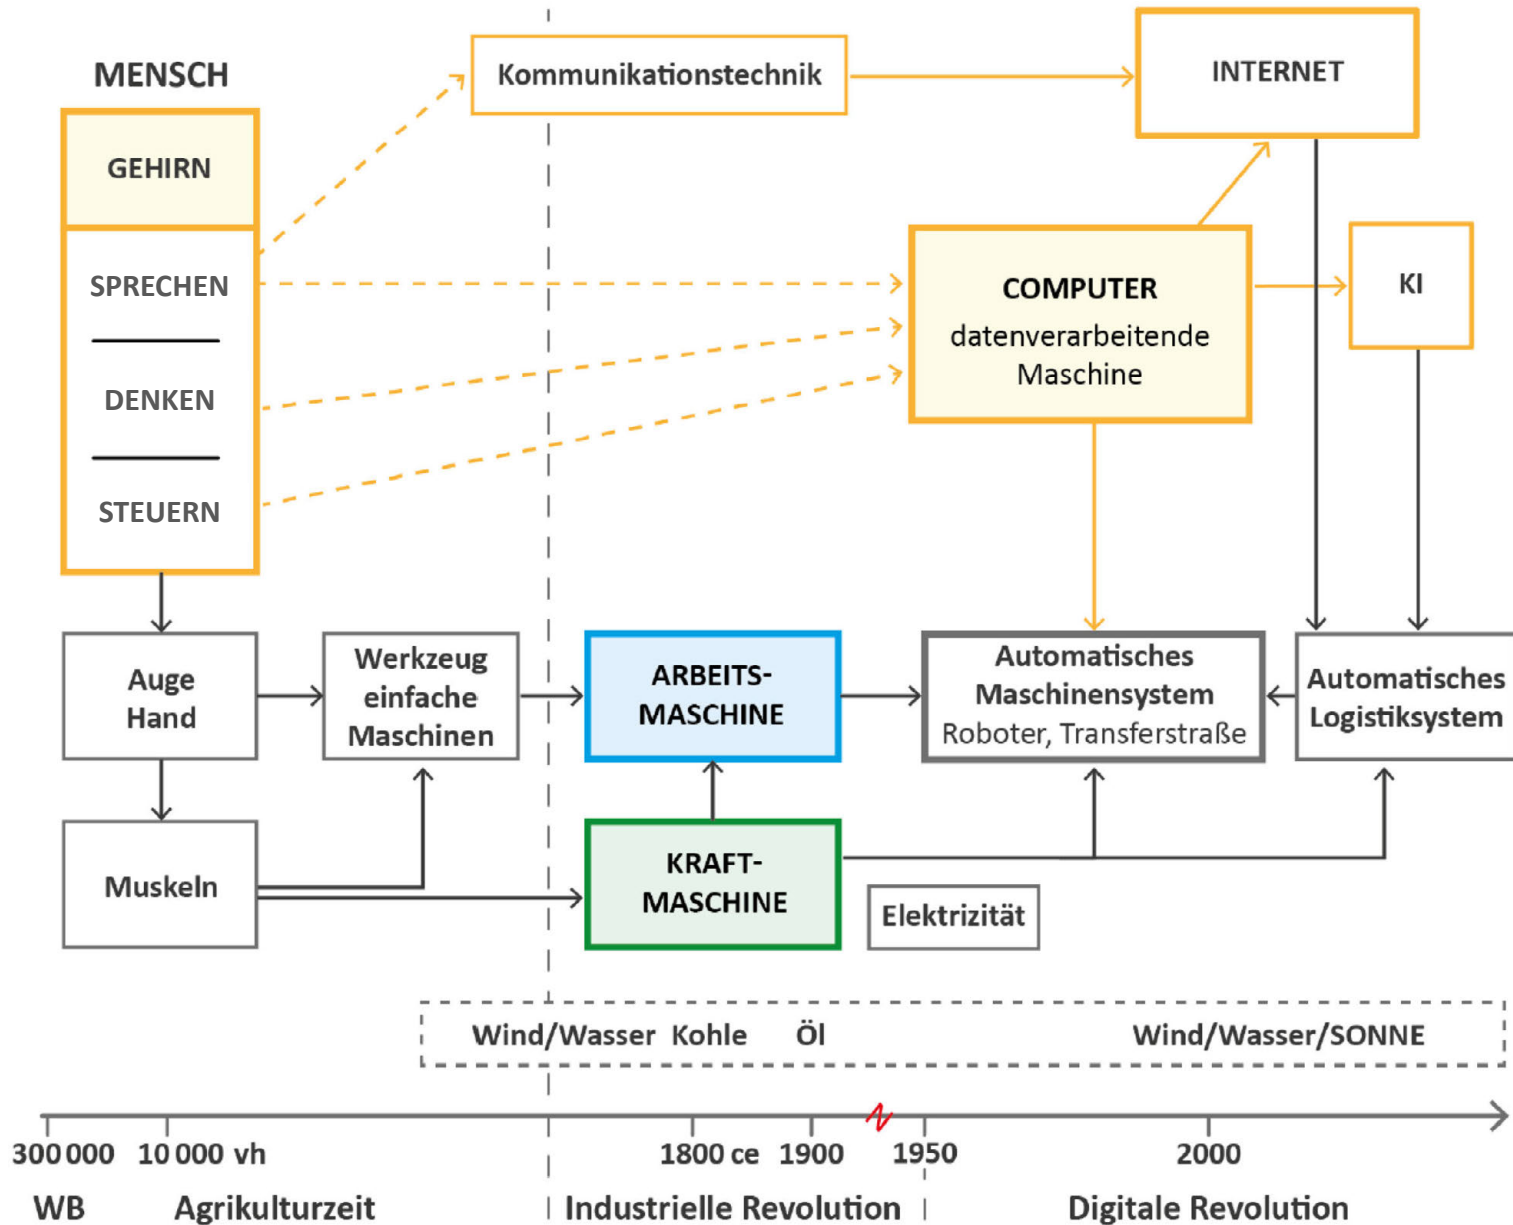 MENSCH
Kommunikationstechnik
INTERNET
GEHIRN
SPRECHEN
DENKEN
STEUERN
COMPUTER
datenverarbeitende
Maschine
KI
Auge
Hand
Werkzeug
einfache
Maschinen
ARBEITS-
MASCHINE
Automatisches
Maschinensystem
Roboter, Transferstraße
Automatisches
Logistiksystem
Muskeln
KRAFT-
MASCHINE
Elektrizität
Wind/Wasser Kohle Öl Wind/Wasser/SONNE
300 000 10 000 vh 1800 ce 1900 1950 2000
WB Agrikulturzeit Industrielle Revolution Digitale Revolution